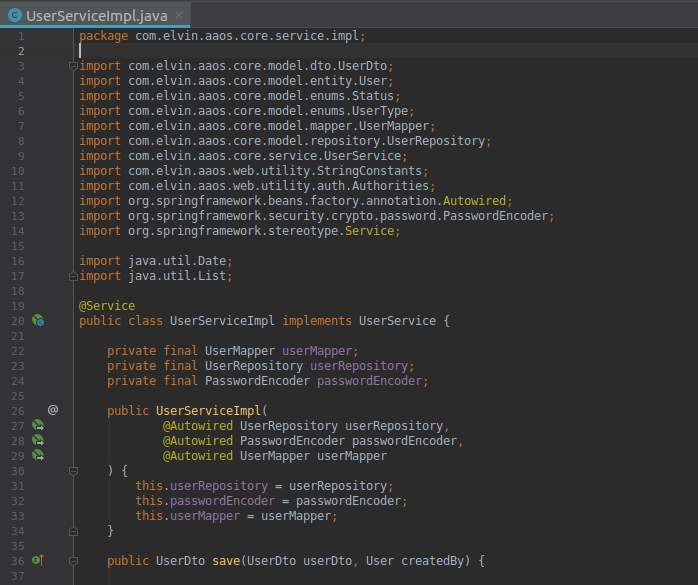 UserServiceImpl.java
1 package com.elvin.aaos.core.service.impl;
2
3 import com.elvin.aaos.core.model.dto.UserDto;
4 import com.elvin.aaos.core.model.entity.User;
5 import com.elvin.aaos.core.model.enums.Status;
6 import com.elvin.aaos.core.model.enums.UserType;
7 import com.elvin.aaos.core.model.mapper.UserMapper;
8 import com.elvin.aaos.core.model.repository.UserRepository;
9 import com.elvin.aaos.core.service.UserService;
10 import com.elvin.aaos.web.utility.StringConstants;
11 import com.elvin.aaos.web.utility.auth.Authorities;
12 import org.springframework.beans.factory.annotation.Autowired;
13 import org.springframework.security.crypto.password.PasswordEncoder;
14 import org.springframework.stereotype.Service;
15
16 import java.util.Date;
17 import java.util.List;
18
19 @Service
20 public class UserServiceImpl implements UserService {
21
22 private final UserMapper userMapper;
23 private final UserRepository userRepository;
24 private final PasswordEncoder passwordEncoder;
25
26 @ public UserServiceImpl(
27 @Autowired UserRepository userRepository,
28 @Autowired PasswordEncoder passwordEncoder,
29 @Autowired UserMapper userMapper
30 ) {
31 this.userRepository = userRepository;
32 this.passwordEncoder = passwordEncoder;
33 this.userMapper = userMapper;
34 }
35
36 public UserDto save(UserDto userDto, User createdBy) {
37